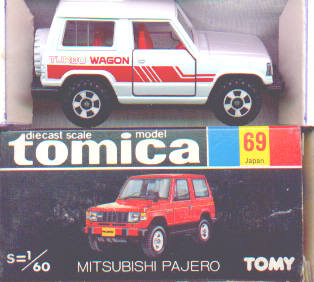 TURBO WAGON
diecast scale model
tomica
69
Japan
S=1/60
MITSUBISHI PAJERO
TOMY